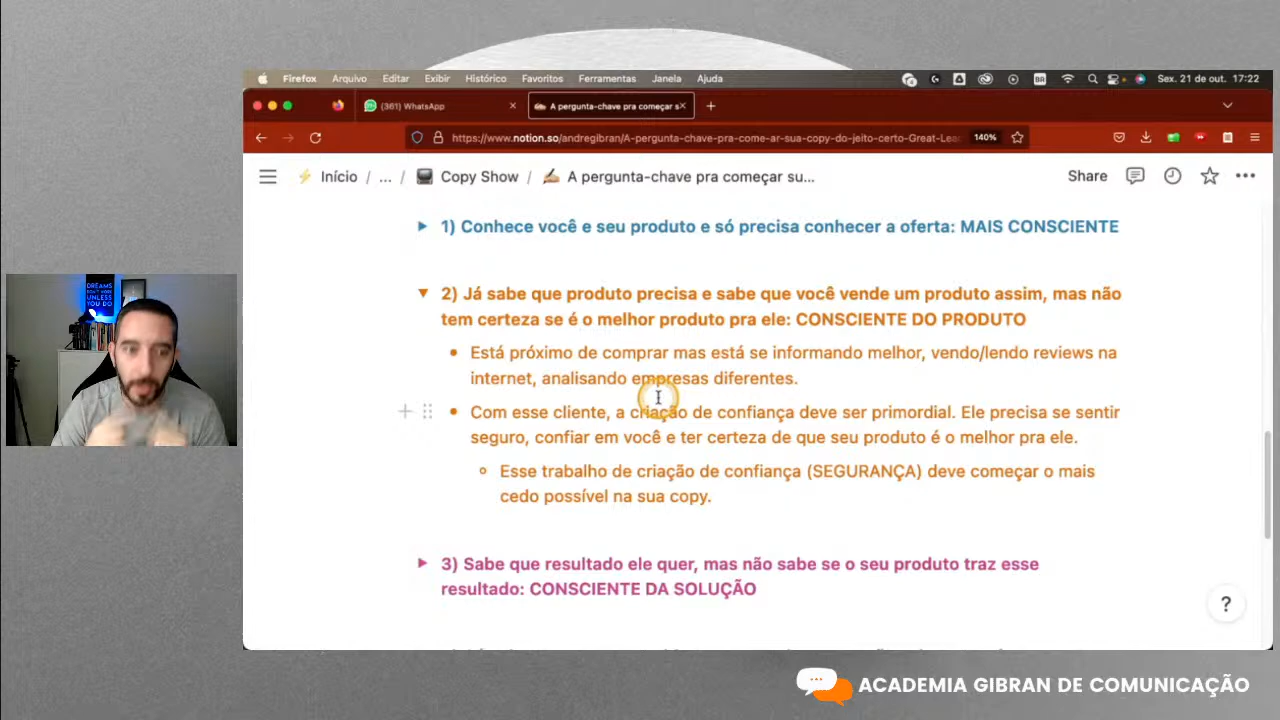 Firefox Arquivo Editar Exibir Histórico Favoritos Ferramentas Janela Ajuda
BR Sex. 21 de out. 17:22
(361) WhatsApp
A pergunta-chave pra começar s
https://www.notion.so/andregibran/A-pergunta-chave-pra-come-ar-sua-copy-do-jeito-certo-Great-Lea
140%
Início / ... / Copy Show / A pergunta-chave pra começar su...
Share
1) Conhece você e seu produto e só precisa conhecer a oferta: MAIS CONSCIENTE
2) Já sabe que produto precisa e sabe que você vende um produto assim, mas não
tem certeza se é o melhor produto pra ele: CONSCIENTE DO PRODUTO
Está próximo de comprar mas está se informando melhor, vendo/lendo reviews na
internet, analisando empresas diferentes.
Com esse cliente, a criação de confiança deve ser primordial. Ele precisa se sentir
seguro, confiar em você e ter certeza de que seu produto é o melhor pra ele.
Esse trabalho de criação de confiança (SEGURANÇA) deve começar o mais
cedo possível na sua copy.
3) Sabe que resultado ele quer, mas não sabe se o seu produto traz esse
resultado: CONSCIENTE DA SOLUÇÃO
?
DREAMS
DON'T WORK
UNLESS
YOU DO
ACADEMIA GIBRAN DE COMUNICAÇÃO